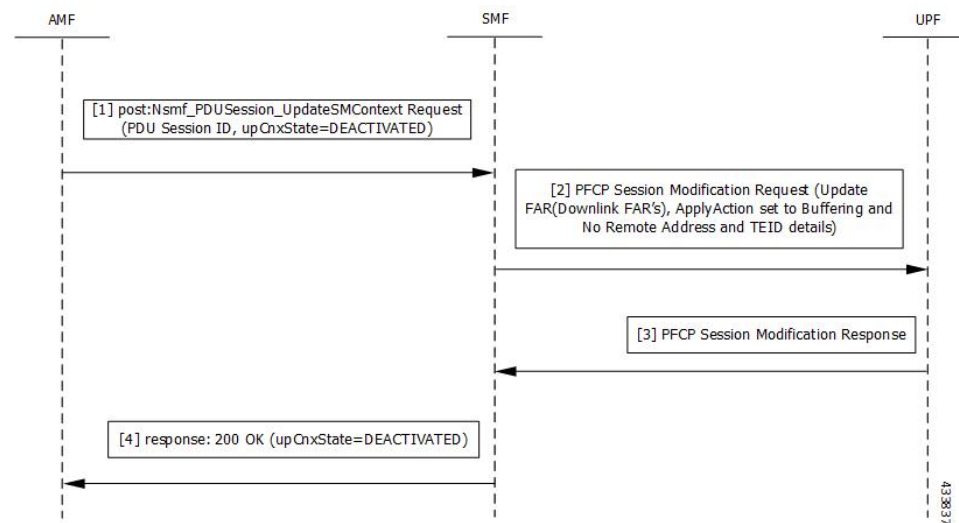 AMF
SMF
UPF
[1] post:Nsmf_PDUSession_UpdateSMContext Request
(PDU Session ID, upCnxState=DEACTIVATED)
[2] PFCP Session Modification Request (Update
FAR(Downlink FAR's), ApplyAction set to Buffering and
No Remote Address and TEID details)
[3] PFCP Session Modification Response
[4] response: 200 OK (upCnxState=DEACTIVATED)
433837